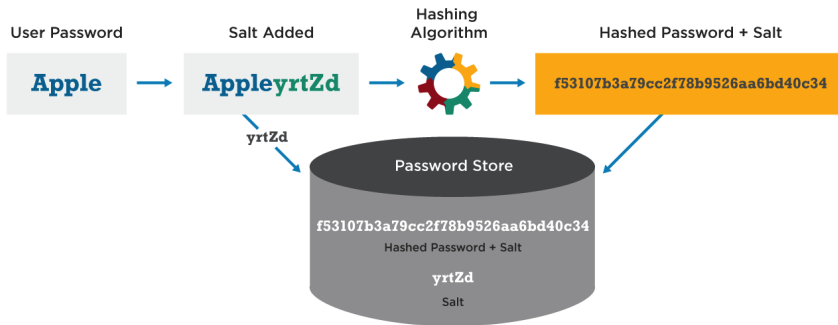 User Password
Salt Added
Hashing
Algorithm
Hashed Password + Salt
Apple
AppleyrtZd
f53107b3a79cc2f78b9526aa6bd40c34
yrtZd
Password Store
f53107b3a79cc2f78b9526aa6bd40c34
Hashed Password + Salt
yrtZd
Salt